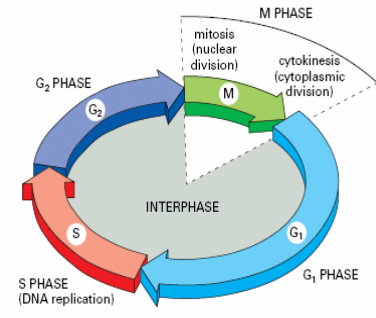 M PHASE
mitosis
(nuclear
division)
cytokinesis
(cytoplasmic
division)
G₂ PHASE
M
G₂
INTERPHASE
S
G₁
G₁ PHASE
S PHASE
(DNA replication)